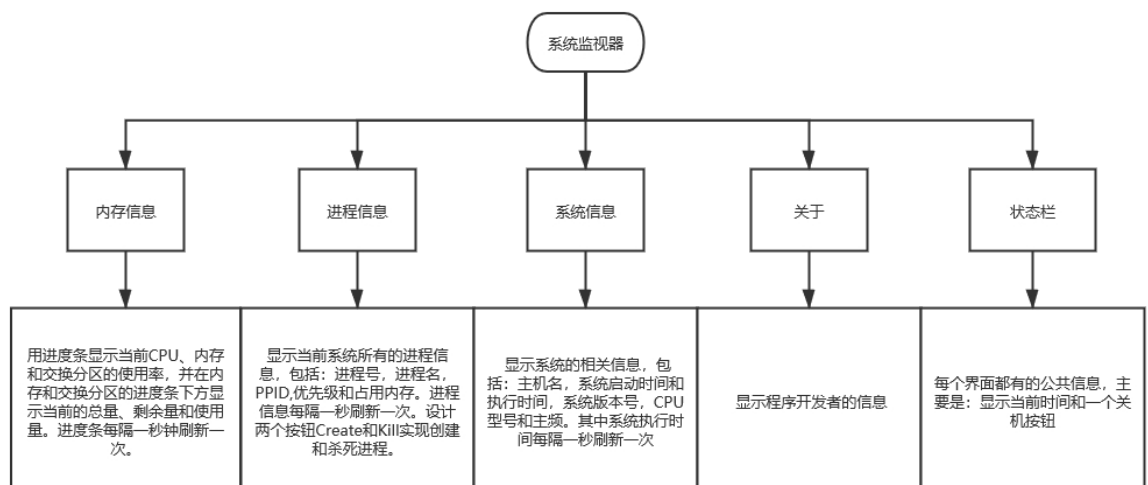 系统监视器
内存信息
进程信息
系统信息
关于
状态栏
用进度条显示当前CPU、内存
和交换分区的使用率，并在内
存和交换分区的进度条下方显
示当前的总量、剩余量和使用
量。进度条每隔一秒钟刷新一
次。
显示当前系统所有的进程信
息，包括：进程号，进程名，
PPID,优先级和占用内存。进程
信息每隔一秒刷新一次。设计
两个按钮Create和Kill实现创建
和杀死进程。
显示系统的相关信息，包
括：主机名，系统启动时间和
执行时间，系统版本号，CPU
型号和主频。其中系统执行时
间每隔一秒刷新一次
显示程序开发者的信息
每个界面都有的公共信息，主
要是：显示当前时间和一个关
机按钮